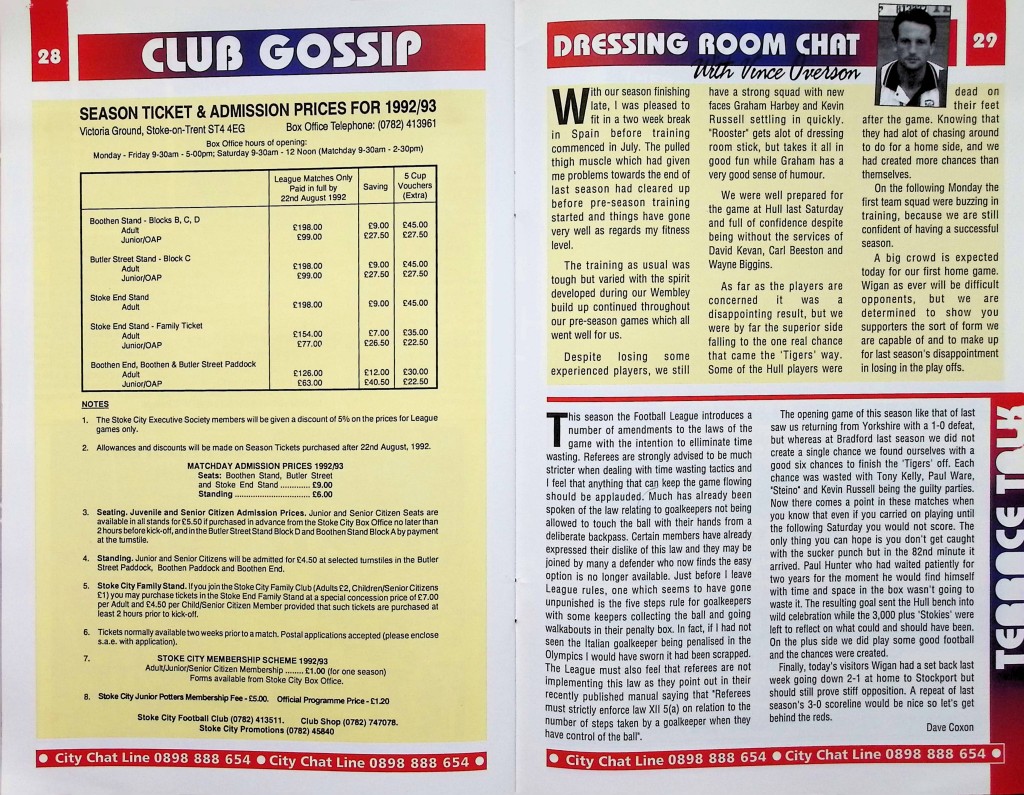 28
CLUB GOSSIP
SEASON TICKET & ADMISSION PRICES FOR 1992/93
Victoria Ground, Stoke-on-Trent ST4 4EG Box Office Telephone: (0782) 413961
Box Office hours of opening:
Monday - Friday 9-30am - 5-00pm; Saturday 9-30am - 12 Noon (Matchday 9-30am - 2-30pm)
League Matches Only
Paid in full by
22nd August 1992
Saving
5 Cup
Vouchers
(Extra)
Boothen Stand - Blocks B, C, D
Adult £198.00 £9.00 £45.00
Junior/OAP £99.00 £27.50 £27.50
Butler Street Stand - Block C
Adult £198.00 £9.00 £45.00
Junior/OAP £99.00 £27.50 £27.50
Stoke End Stand
Adult £198.00 £9.00 £45.00
Stoke End Stand - Family Ticket
Adult £154.00 £7.00 £35.00
Junior/OAP £77.00 £26.50 £22.50
Boothen End, Boothen & Butler Street Paddock
Adult £126.00 £12.00 £30.00
Junior/OAP £63.00 £40.50 £22.50
NOTES
1. The Stoke City Executive Society members will be given a discount of 5% on the prices for League
games only.
2. Allowances and discounts will be made on Season Tickets purchased after 22nd August, 1992.
MATCHDAY ADMISSION PRICES 1992/93
Seats: Boothen Stand, Butler Street
and Stoke End Stand ............ £9.00
Standing .............................. £6.00
3. Seating. Juvenile and Senior Citizen Admission Prices. Junior and Senior Citizen Seats are
available in all stands for £5.50 if purchased in advance from the Stoke City Box Office no later than
2 hours before kick-off, and in the Butler Street Stand Block D and Boothen Stand Block A by payment
at the turnstile.
4. Standing. Junior and Senior Citizens will be admitted for £4.50 at selected turnstiles in the Butler
Street Paddock, Boothen Paddock and Boothen End.
5. Stoke City Family Stand. If you join the Stoke City Family Club (Adults £2, Children/Senior Citizens
£1) you may purchase tickets in the Stoke End Family Stand at a special concession price of £7.00
per Adult and £4.50 per Child/Senior Citizen Member provided that such tickets are purchased at
least 2 hours prior to kick-off.
6. Tickets normally available two weeks prior to a match. Postal applications accepted (please enclose
s.a.e. with application).
7. STOKE CITY MEMBERSHIP SCHEME 1992/93
Adult/Junior/Senior Citizen Membership ........ £1.00 (for one season)
Forms available from Stoke City Box Office.
8. Stoke City Junior Potters Membership Fee - £5.00. Official Programme Price - £1.20
Stoke City Football Club (0782) 413511. Club Shop (0782) 747078.
Stoke City Promotions (0782) 45840
● City Chat Line 0898 888 654 ● City Chat Line 0898 888 654 ●
DRESSING ROOM CHAT
With Vince Overson
29
With our season finishing
late, I was pleased to
fit in a two week break
in Spain before training
commenced in July. The pulled
thigh muscle which had given
me problems towards the end of
last season had cleared up
before pre-season training
started and things have gone
very well as regards my fitness
level.
The training as usual was
tough but varied with the spirit
developed during our Wembley
build up continued throughout
our pre-season games which all
went well for us.
Despite losing some
experienced players, we still
have a strong squad with new
faces Graham Harbey and Kevin
Russell settling in quickly.
"Rooster" gets alot of dressing
room stick, but takes it all in
good fun while Graham has a
very good sense of humour.
We were well prepared for
the game at Hull last Saturday
and full of confidence despite
being without the services of
David Kevan, Carl Beeston and
Wayne Biggins.
As far as the players are
concerned it was a
disappointing result, but we
were by far the superior side
falling to the one real chance
that came the 'Tigers' way.
Some of the Hull players were
dead on
their feet
after the game. Knowing that
they had alot of chasing around
to do for a home side, and we
had created more chances than
themselves.
On the following Monday the
first team squad were buzzing in
training, because we are still
confident of having a successful
season.
A big crowd is expected
today for our first home game.
Wigan as ever will be difficult
opponents, but we are
determined to show you
supporters the sort of form we
are capable of and to make up
for last season's disappointment
in losing in the play offs.
TERRACE TALK
This season the Football League introduces a
number of amendments to the laws of the
game with the intention to elliminate time
wasting. Referees are strongly advised to be much
stricter when dealing with time wasting tactics and
I feel that anything that can keep the game flowing
should be applauded. Much has already been
spoken of the law relating to goalkeepers not being
allowed to touch the ball with their hands from a
deliberate backpass. Certain members have already
expressed their dislike of this law and they may be
joined by many a defender who now finds the easy
option is no longer available. Just before I leave
League rules, one which seems to have gone
unpunished is the five steps rule for goalkeepers
with some keepers collecting the ball and going
walkabouts in their penalty box. In fact, if I had not
seen the Italian goalkeeper being penalised in the
Olympics I would have sworn it had been scrapped.
The League must also feel that referees are not
implementing this law as they point out in their
recently published manual saying that "Referees
must strictly enforce law XII 5(a) on relation to the
number of steps taken by a goalkeeper when they
have control of the ball".
The opening game of this season like that of last
saw us returning from Yorkshire with a 1-0 defeat,
but whereas at Bradford last season we did not
create a single chance we found ourselves with a
good six chances to finish the 'Tigers' off. Each
chance was wasted with Tony Kelly, Paul Ware,
"Steino" and Kevin Russell being the guilty parties.
Now there comes a point in these matches when
you know that even if you carried on playing until
the following Saturday you would not score. The
only thing you can hope is you don't get caught
with the sucker punch but in the 82nd minute it
arrived. Paul Hunter who had waited patiently for
two years for the moment he would find himself
with time and space in the box wasn't going to
waste it. The resulting goal sent the Hull bench into
wild celebration while the 3,000 plus 'Stokies' were
left to reflect on what could and should have been.
On the plus side we did play some good football
and the chances were created.
Finally, today's visitors Wigan had a set back last
week going down 2-1 at home to Stockport but
should still prove stiff opposition. A repeat of last
season's 3-0 scoreline would be nice so let's get
behind the reds.
Dave Coxon
● City Chat Line 0898 888 654 ● City Chat Line 0898 888 654 ●